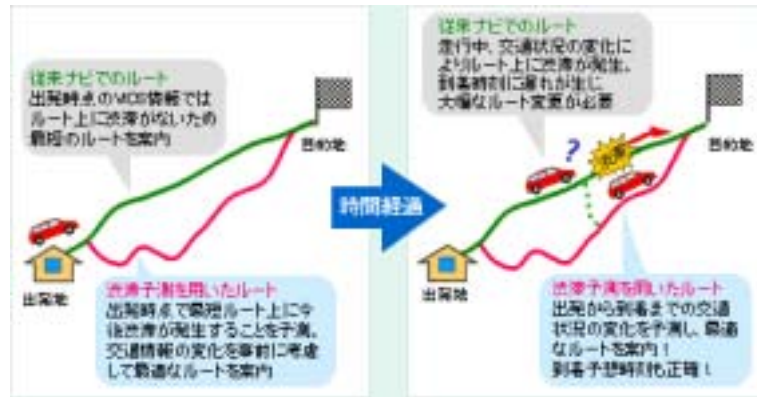 従来ナビでのルート
出発時点のVICS情報では
ルート上に渋滞がないため
最短のルートを案内
目的地
出発地
渋滞予測を用いたルート
出発時点で最短ルート上に今
後渋滞が発生することを予測。
交通情報の変化を事前に考慮
して最適なルートを案内
時間経過
従来ナビでのルート
走行中、交通状況の変化に
よりルート上に渋滞が発生。
到着時刻に遅れが生じ、
大幅なルート変更が必要
?
渋滞
目的地
出発地
渋滞予測を用いたルート
出発から到着までの交通
状況の変化を予測し、最適
なルートを案内！
到着予想時刻も正確！